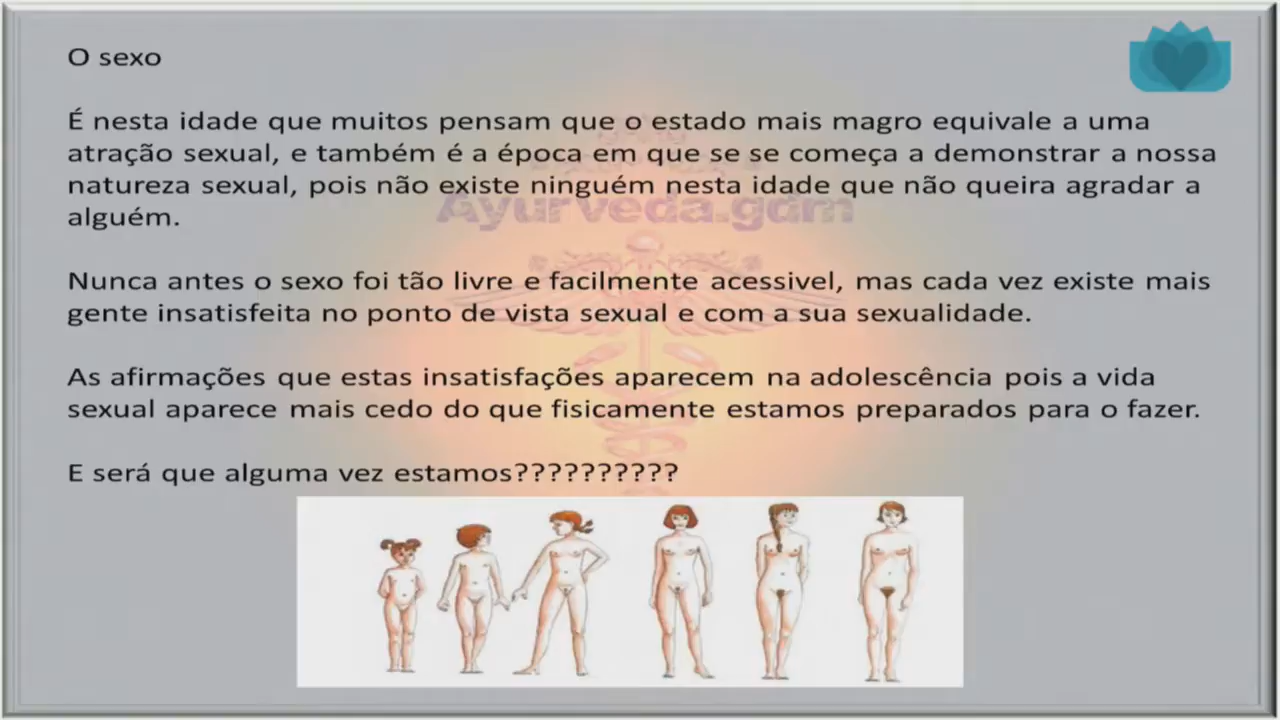 O sexo
É nesta idade que muitos pensam que o estado mais magro equivale a uma
atração sexual, e também é a época em que se se começa a demonstrar a nossa
natureza sexual, pois não existe ninguém nesta idade que não queira agradar a
alguém.
Ayurveda.gdm
Nunca antes o sexo foi tão livre e facilmente acessivel, mas cada vez existe mais
gente insatisfeita no ponto de vista sexual e com a sua sexualidade.
As afirmações que estas insatisfações aparecem na adolescência pois a vida
sexual aparece mais cedo do que fisicamente estamos preparados para o fazer.
E será que alguma vez estamos??????????